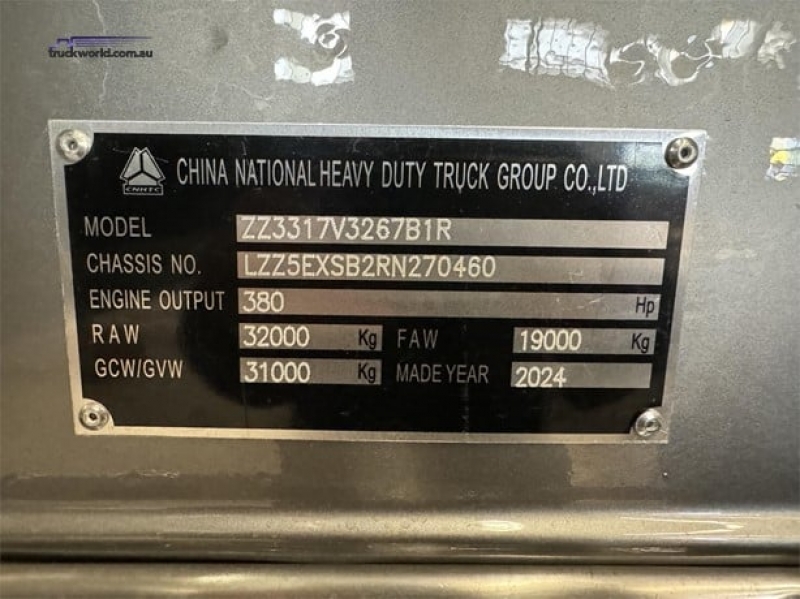 truckworld.com.au
CNHTC
CHINA NATIONAL HEAVY DUTY TRUCK GROUP CO.,LTD
MODEL ZZ3317V3267B1R
CHASSIS NO. LZZ5EXSB2RN270460
ENGINE OUTPUT 380 Hp
RAW 32000 Kg FAW 19000 Kg
GCW/GVW 31000 Kg MADE YEAR 2024